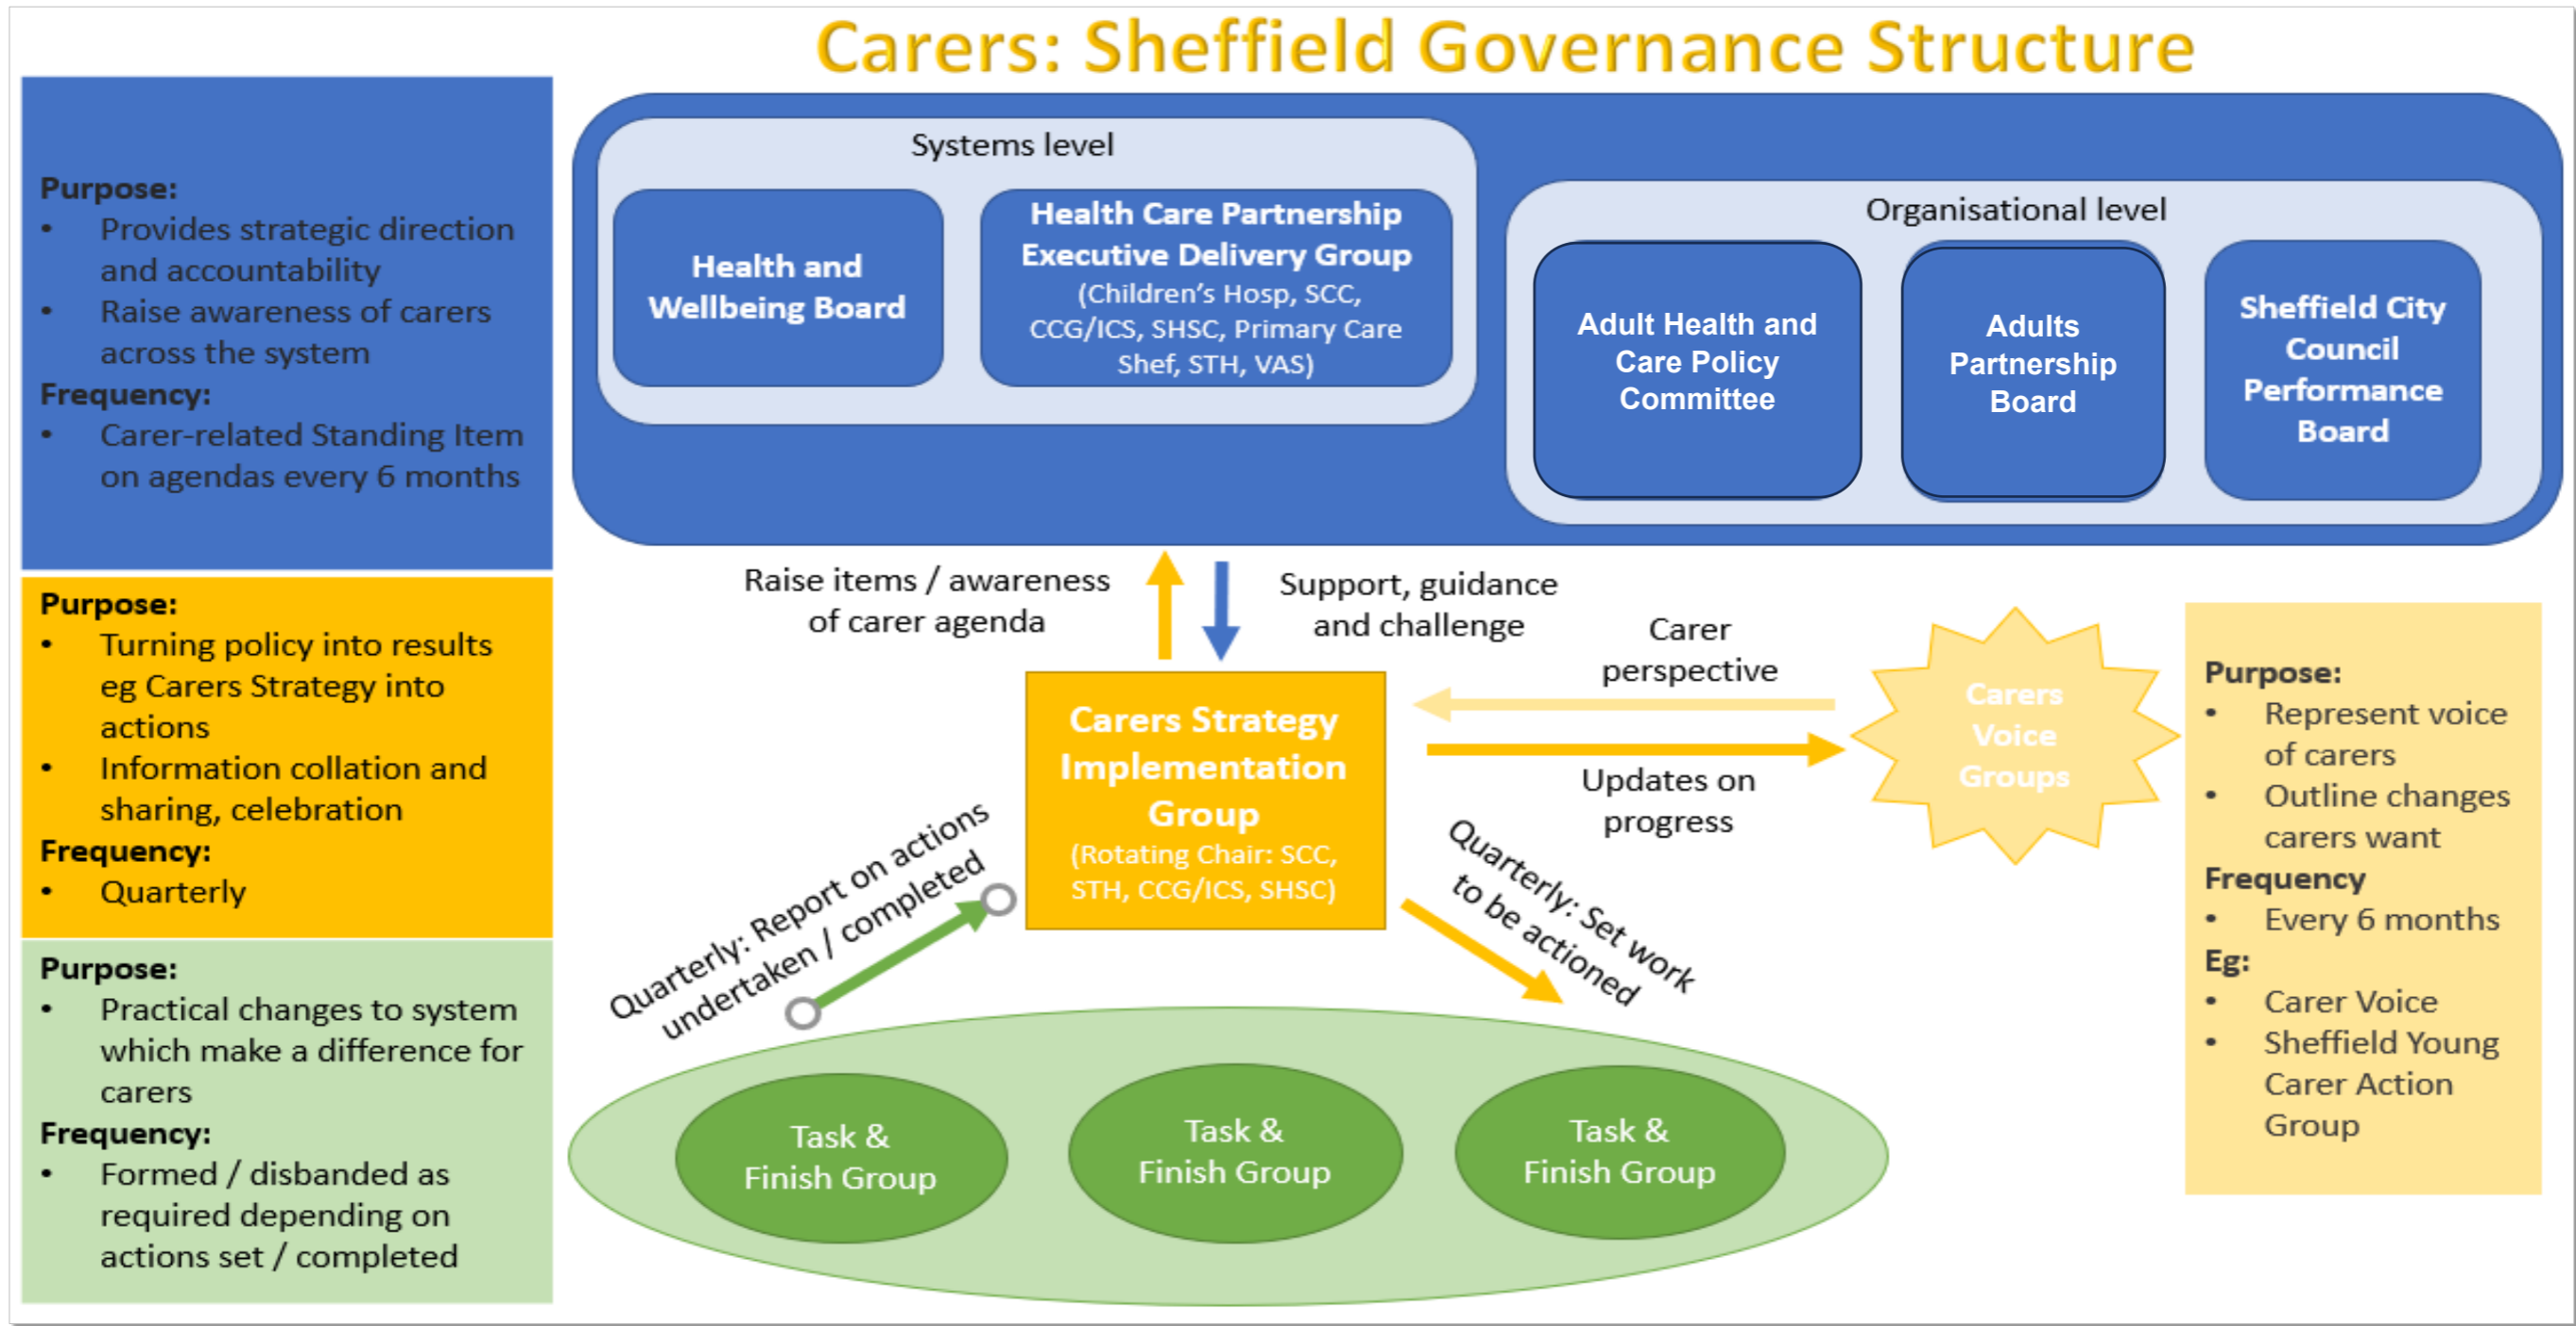 Carers: Sheffield Governance Structure
Purpose:
• Provides strategic direction
and accountability
• Raise awareness of carers
across the system
Frequency:
• Carer-related Standing Item
on agendas every 6 months
Systems level
Health and
Wellbeing Board
Health Care Partnership
Executive Delivery Group
(Children's Hosp, SCC,
CCG/ICS, SHSC, Primary Care
Shef, STH, VAS)
Organisational level
Adult Health and
Care Policy
Committee
Adults
Partnership
Board
Sheffield City
Council
Performance
Board
Raise items / awareness
of carer agenda
Support, guidance
and challenge
Purpose:
• Turning policy into results
eg Carers Strategy into
actions
• Information collation and
sharing, celebration
Frequency:
• Quarterly
Carers Strategy
Implementation
Group
(Rotating Chair: SCC,
STH, CCG/ICS, SHSC)
Carer
perspective
Updates on
progress
Carers
Voice
Groups
Purpose:
• Represent voice
of carers
• Outline changes
carers want
Frequency
• Every 6 months
Eg:
• Carer Voice
• Sheffield Young
Carer Action
Group
Quarterly: Report on actions
undertaken / completed
Quarterly: Set work
to be actioned
Purpose:
• Practical changes to system
which make a difference for
carers
Frequency:
• Formed / disbanded as
required depending on
actions set / completed
Task &
Finish Group
Task &
Finish Group
Task &
Finish Group